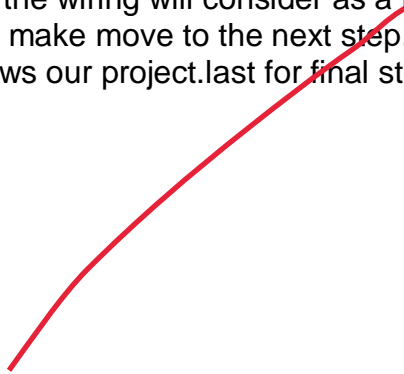 the wiring will consider as a
make move to the next step.
ws our project.last for final st